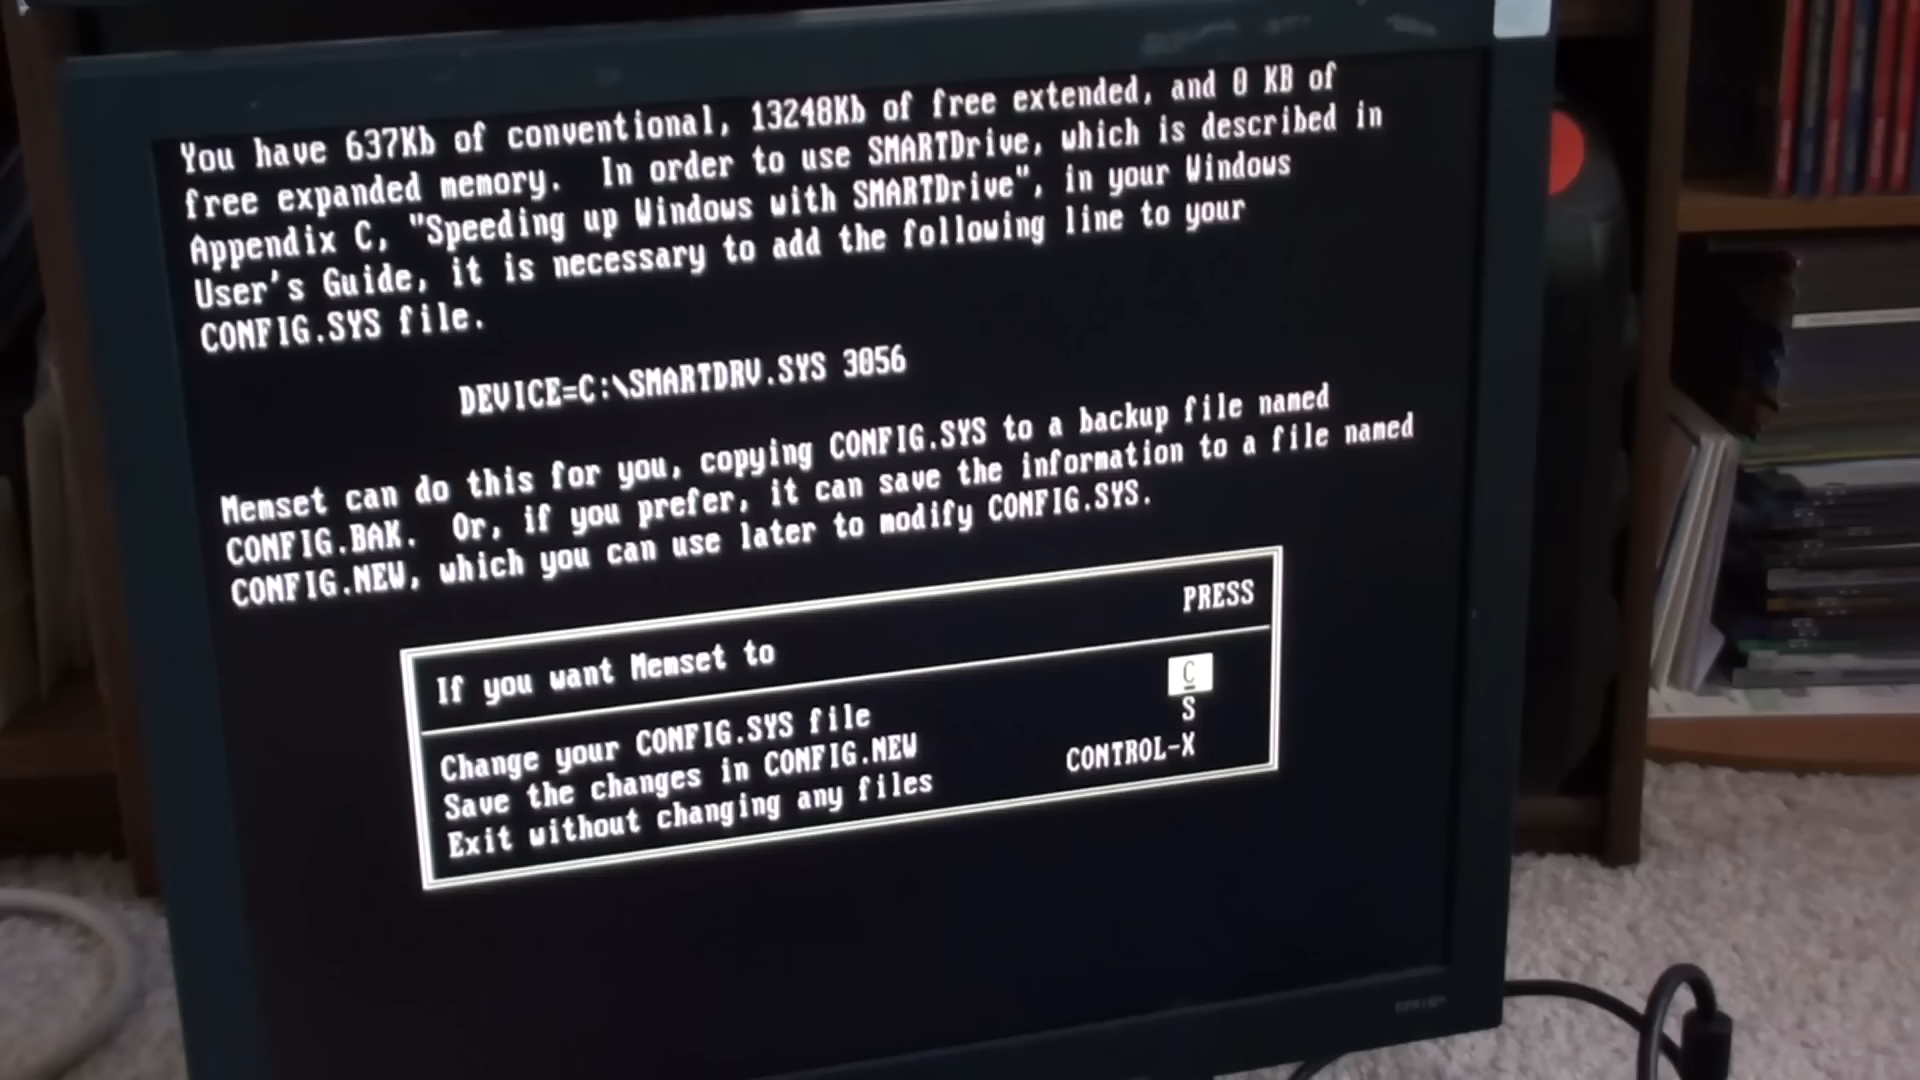 You have 637Kb of conventional, 13248Kb of free extended, and 0 KB of
free expanded memory.  In order to use SMARTDrive, which is described in
Appendix C, "Speeding up Windows with SMARTDrive", in your Windows
User's Guide, it is necessary to add the following line to your
CONFIG.SYS file.
DEVICE=C:\SMARTDRV.SYS 3056
Memset can do this for you, copying CONFIG.SYS to a backup file named
CONFIG.BAK.  Or, if you prefer, it can save the information to a file named
CONFIG.NEW, which you can use later to modify CONFIG.SYS.
If you want Memset to PRESS
Change your CONFIG.SYS file C
Save the changes in CONFIG.NEW S
Exit without changing any files CONTROL-X